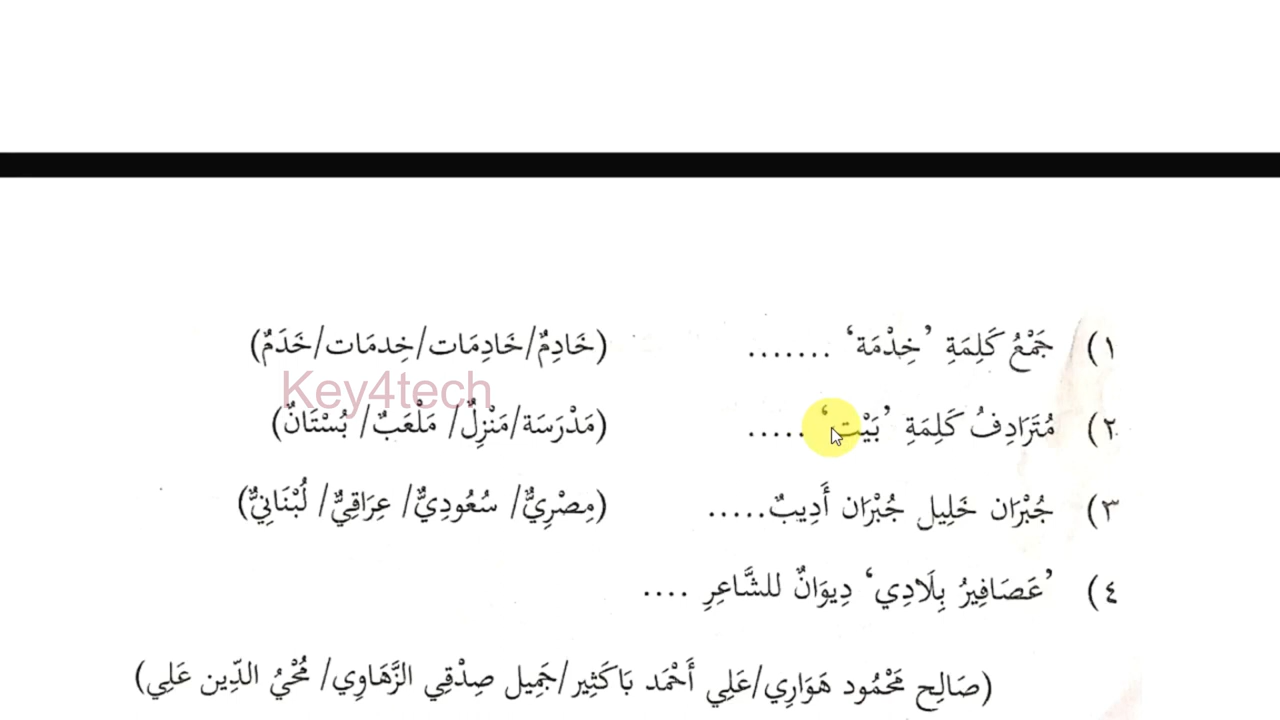 ١) جَمْعُ كَلِمَةِ ’خِدْمَة‘ ....... (خَادِمٌ/خَادِمَات/خِدمَات/خَدَمٌ)
Key4tech
٢) مُتَرَادِفُ كَلِمَةِ ’بَيْت‘ ..... (مَدْرَسَة/مَنْزِلٌ/ مَلْعَبٌ/ بُسْتَانٌ)
٣) جُبْرَان خَلِيل جُبْرَان أَدِيبٌ..... (مِصْرِيٌّ/ سُعُودِيٌّ/ عِرَاقِيٌّ/ لُبْنَانِيٌّ)
٤) ’عَصَافِيرُ بِلَادِي‘ دِيوَانٌ للشَّاعِرِ ....
(صَالِح مَحْمُود هَوَارِي/عَلِي أَحْمَد بَاكَثِير/جَمِيل صِدْقِي الزَّهَاوِي/ مُحْيُ الدِّين عَلِي)